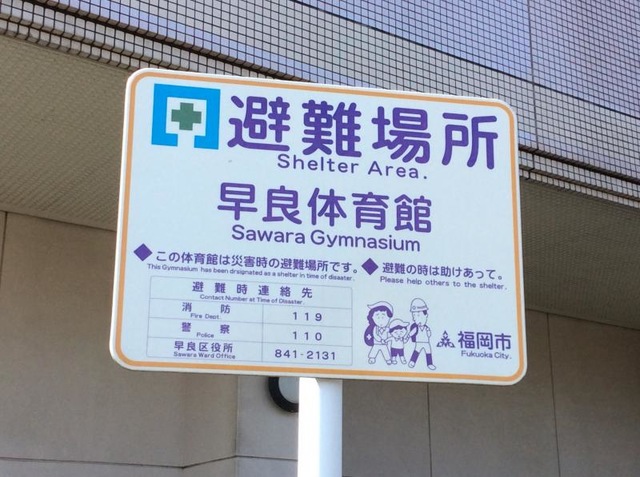 避難場所
Shelter Area.
早良体育館
Sawara Gymnasium
◆この体育館は災害時の避難場所です。
This Gymnasium has been drsignated as a shelter in time of disaster.
◆避難の時は助けあって。
Please help others to the shelter.
避難時連絡先
Contact Number at Time of Disaster.
消防 119
Fire Dept.
警察 110
Police
早良区役所 841-2131
Sawara Ward Office
福岡市
Fukuoka City.